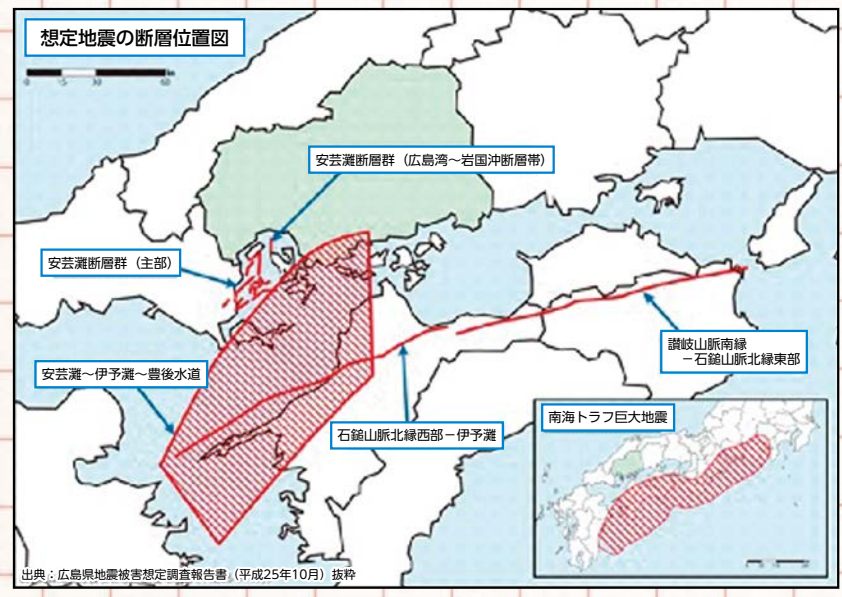 想定地震の断層位置図
安芸灘断層群（広島湾～岩国沖断層帯）
安芸灘断層群（主部）
讃岐山脈南縁
－石鎚山脈北縁東部
安芸灘～伊予灘～豊後水道
石鎚山脈北縁西部－伊予灘
南海トラフ巨大地震
出典：広島県地震被害想定調査報告書（平成25年10月）抜粋